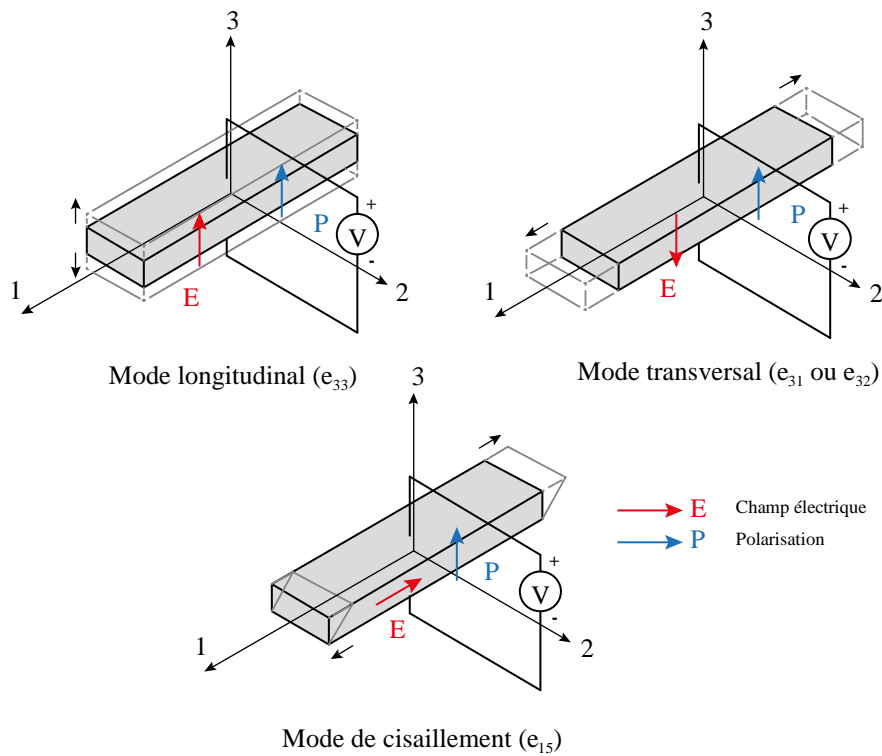 3
P
+
V
-
E
1
2
Mode longitudinal (e33)
3
P
+
V
-
E
1
2
Mode transversal (e31 ou e32)
3
P
+
V
-
E
1
2
Mode de cisaillement (e15)
E Champ électrique
P Polarisation